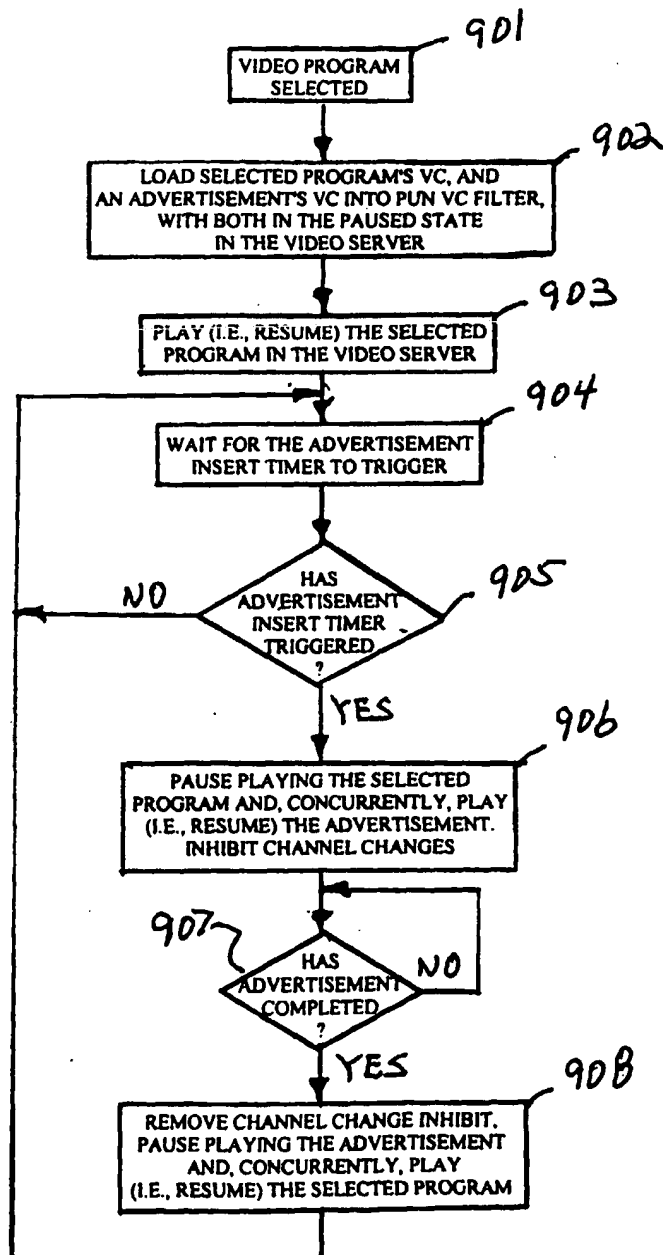 901
VIDEO PROGRAM
SELECTED
902
LOAD SELECTED PROGRAM'S VC, AND
AN ADVERTISEMENT'S VC INTO PUN VC FILTER,
WITH BOTH IN THE PAUSED STATE
IN THE VIDEO SERVER
903
PLAY (I.E., RESUME) THE SELECTED
PROGRAM IN THE VIDEO SERVER
904
WAIT FOR THE ADVERTISEMENT
INSERT TIMER TO TRIGGER
905
NO
HAS
ADVERTISEMENT
INSERT TIMER
TRIGGERED
?
YES
906
PAUSE PLAYING THE SELECTED
PROGRAM AND, CONCURRENTLY, PLAY
(I.E., RESUME) THE ADVERTISEMENT.
INHIBIT CHANNEL CHANGES
907
HAS
ADVERTISEMENT
COMPLETED
?
NO
YES
908
REMOVE CHANNEL CHANGE INHIBIT,
PAUSE PLAYING THE ADVERTISEMENT
AND, CONCURRENTLY, PLAY
(I.E., RESUME) THE SELECTED PROGRAM